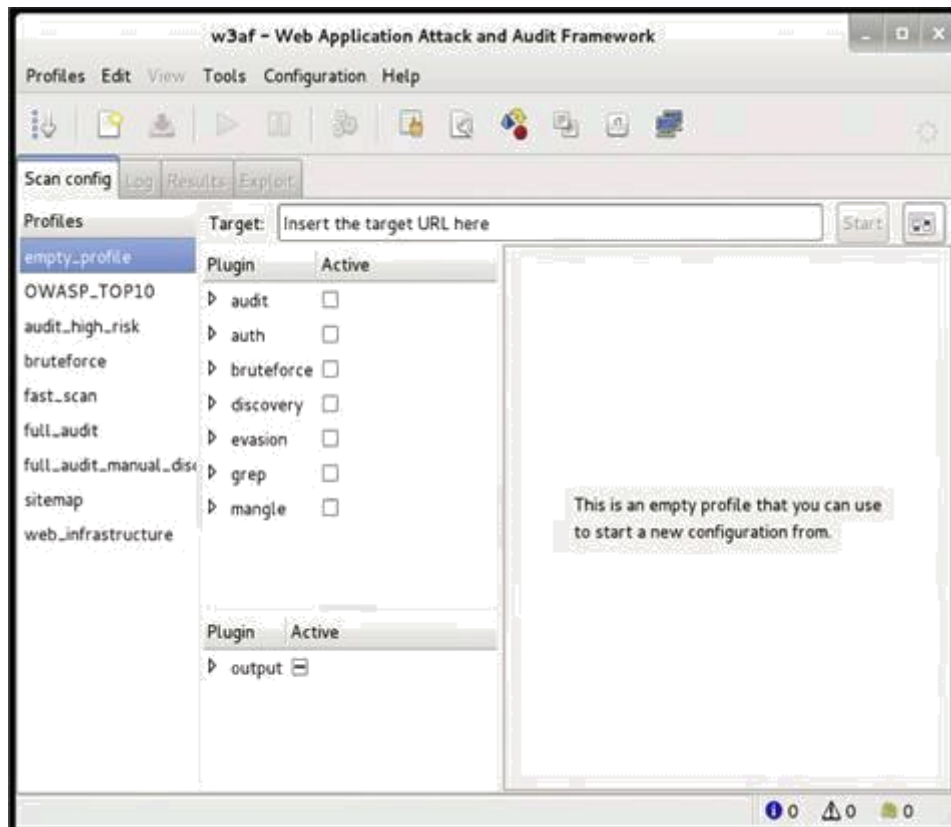 w3af - Web Application Attack and Audit Framework
Profiles Edit View Tools Configuration Help
Scan config Log Results Exploit
Profiles
empty_profile
OWASP_TOP10
audit_high_risk
bruteforce
fast_scan
full_audit
full_audit_manual_disc
sitemap
web_infrastructure
Target: Insert the target URL here Start
Plugin Active
audit
auth
bruteforce
discovery
evasion
grep
mangle
Plugin Active
output
This is an empty profile that you can use
to start a new configuration from.
0 0 0